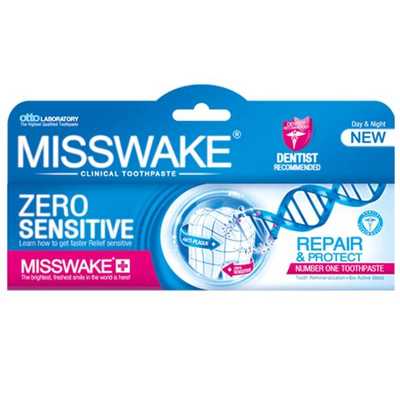 otto LABORATORY
The Highest Qualified Toothpaste
MISSWAKE®
CLINICAL TOOTHPASTE
DENTIST
RECOMMENDED
Day & Night
NEW
ZERO
SENSITIVE
Learn how to get faster Relief sensitive
MISSWAKE
The brightest, freshest smile in the world is here!
ANTI PLAQUE
SENSITIVE
REPAIR
& PROTECT
NUMBER ONE TOOTHPASTE